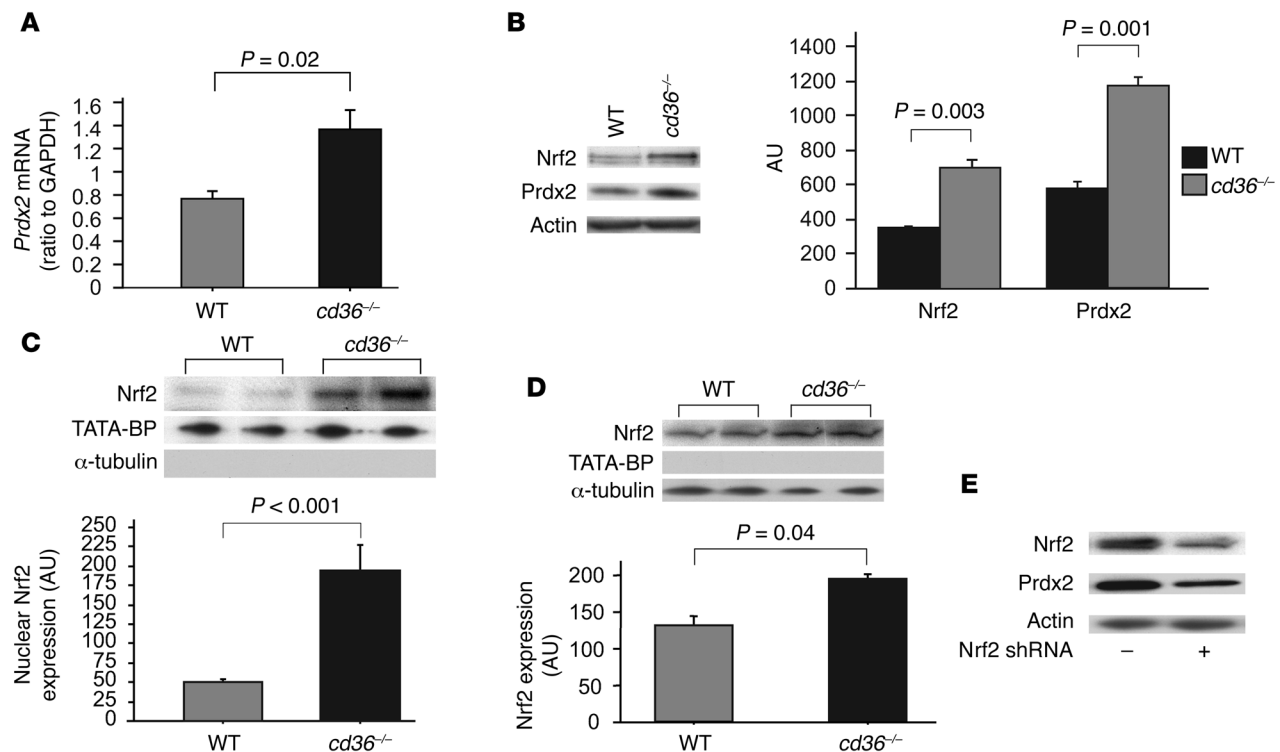 A
P = 0.02
Prdx2 mRNA
(ratio to GAPDH)
1.6
1.4
1.2
1
0.8
0.6
0.4
0.2
0
WT
cd36–/–
B
WT
cd36–/–
Nrf2
Prdx2
Actin
AU
1400
1200
1000
800
600
400
200
0
P = 0.003
P = 0.001
Nrf2
Prdx2
WT
cd36–/–
C
WT
cd36–/–
Nrf2
TATA-BP
α-tubulin
P < 0.001
Nuclear Nrf2
expression (AU)
250
225
200
175
150
125
100
75
50
25
0
WT
cd36–/–
D
WT
cd36–/–
Nrf2
TATA-BP
α-tubulin
P = 0.04
Nrf2 expression
(AU)
200
150
100
50
0
WT
cd36–/–
E
Nrf2
Prdx2
Actin
Nrf2 shRNA – +